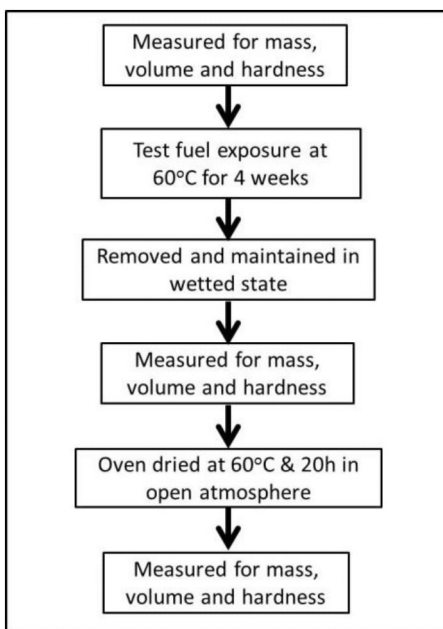 Measured for mass,
volume and hardness
Test fuel exposure at
60°C for 4 weeks
Removed and maintained in
wetted state
Measured for mass,
volume and hardness
Oven dried at 60°C & 20h in
open atmosphere
Measured for mass,
volume and hardness